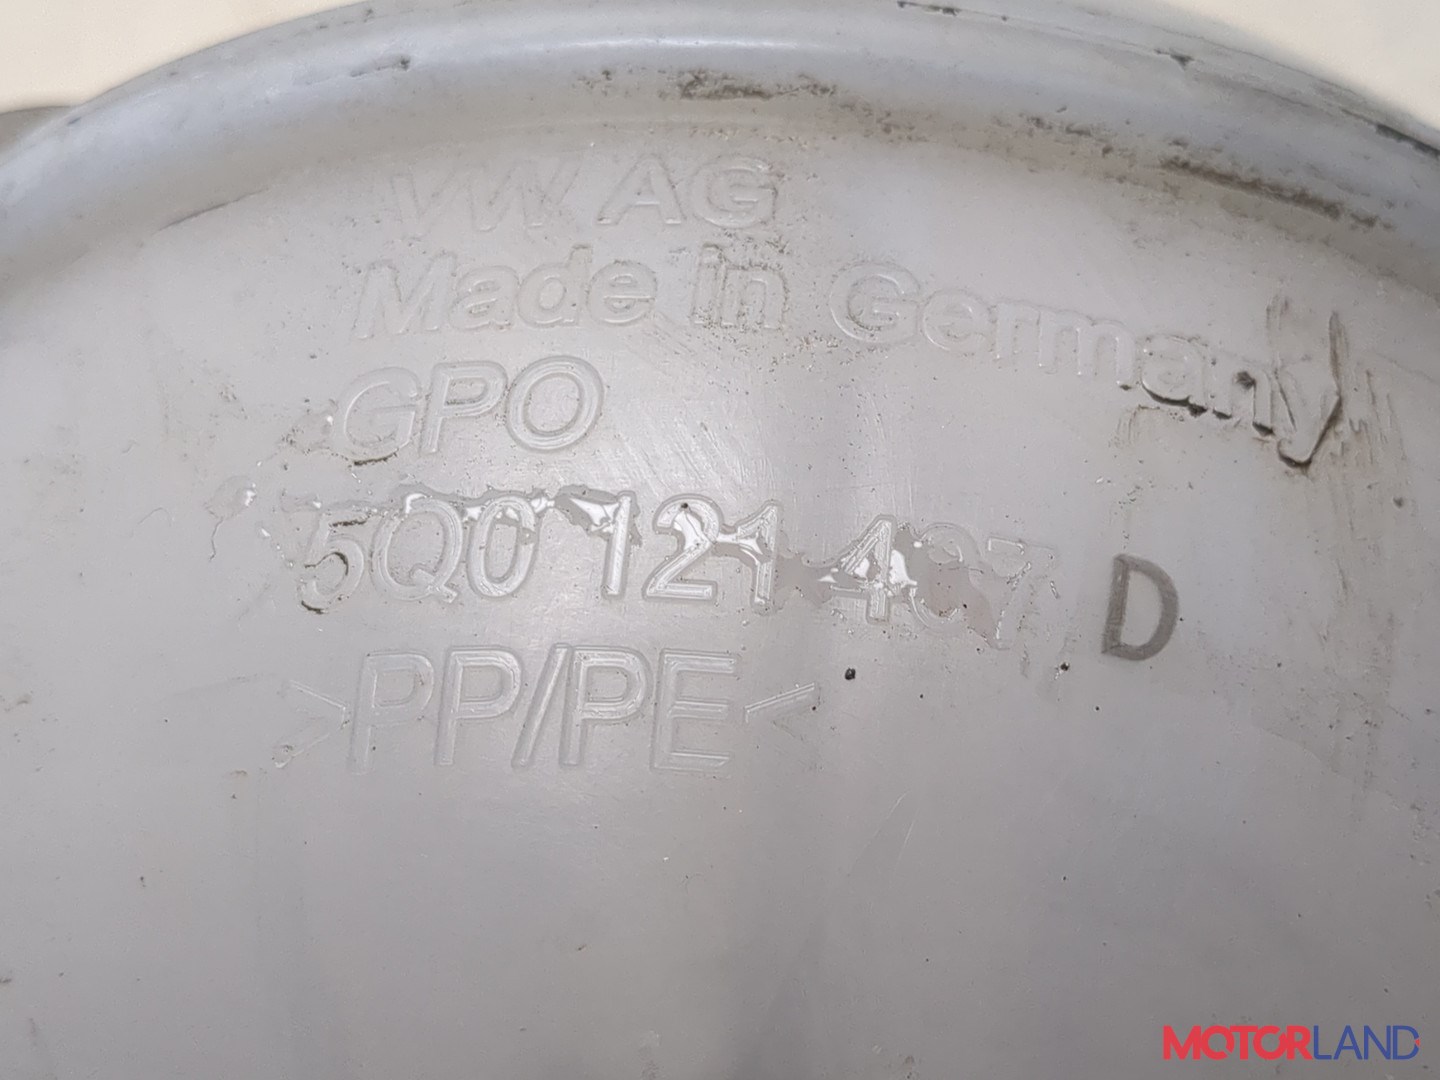 VW AG
Made in Germany
GPO
5Q0 121 407 D
>PP/PE<
MOTORLAND